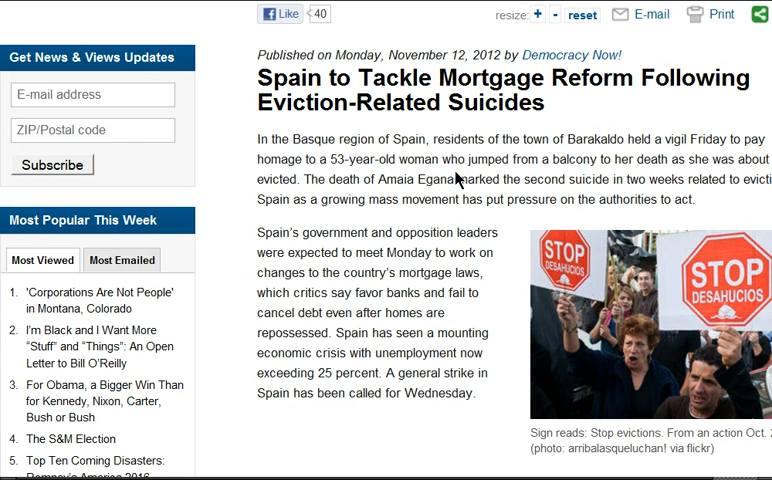 Like 40
resize: + - reset E-mail Print
Get News & Views Updates
E-mail address
ZIP/Postal code
Subscribe
Most Popular This Week
Most Viewed Most Emailed
1. 'Corporations Are Not People'
in Montana, Colorado
2. I'm Black and I Want More
“Stuff” and “Things”: An Open
Letter to Bill O'Reilly
3. For Obama, a Bigger Win Than
for Kennedy, Nixon, Carter,
Bush or Bush
4. The S&M Election
5. Top Ten Coming Disasters:
Published on Monday, November 12, 2012 by Democracy Now!
Spain to Tackle Mortgage Reform Following
Eviction-Related Suicides
In the Basque region of Spain, residents of the town of Barakaldo held a vigil Friday to pay
homage to a 53-year-old woman who jumped from a balcony to her death as she was about
evicted. The death of Amaia Egana marked the second suicide in two weeks related to evicti
Spain as a growing mass movement has put pressure on the authorities to act.
Spain's government and opposition leaders
were expected to meet Monday to work on
changes to the country's mortgage laws,
which critics say favor banks and fail to
cancel debt even after homes are
repossessed. Spain has seen a mounting
economic crisis with unemployment now
exceeding 25 percent. A general strike in
Spain has been called for Wednesday.
STOP
DESAHUCIOS
STOP
DESAHUCIOS
Sign reads: Stop evictions. From an action Oct.
(photo: arribalasqueluchan! via flickr)